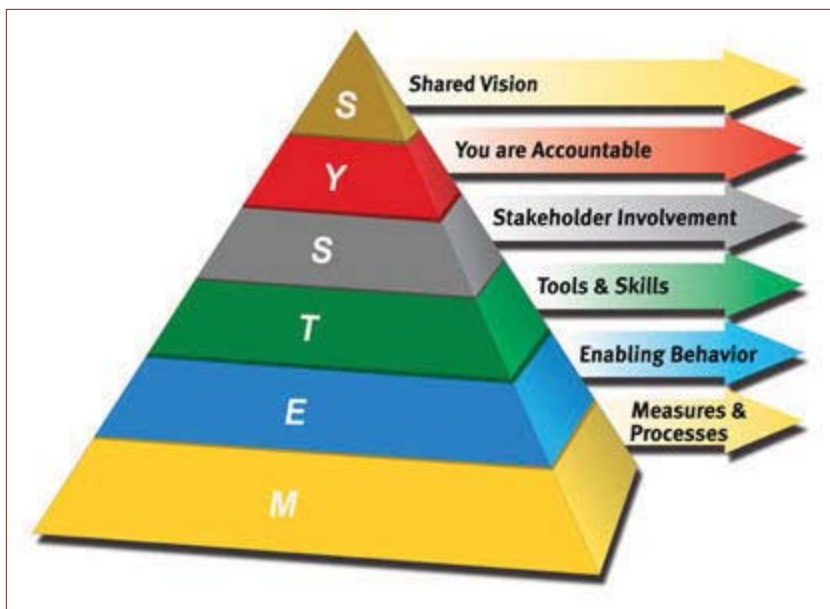 S
Shared Vision
Y
You are Accountable
S
Stakeholder Involvement
T
Tools & Skills
E
Enabling Behavior
M
Measures &
Processes